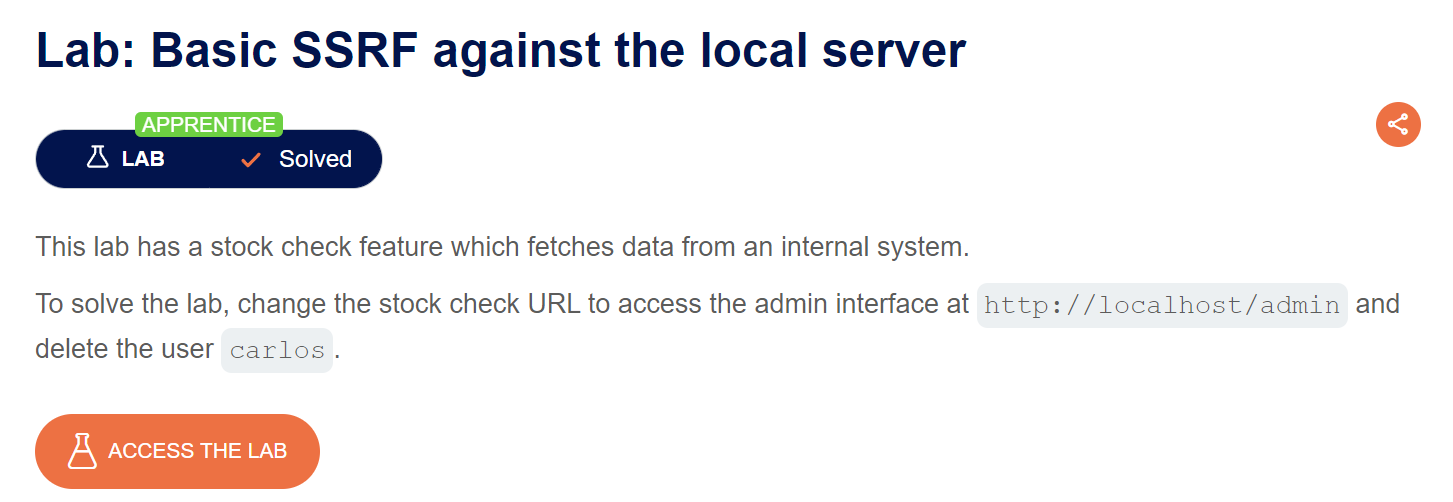 Lab: Basic SSRF against the local server
APPRENTICE
LAB Solved
This lab has a stock check feature which fetches data from an internal system.
To solve the lab, change the stock check URL to access the admin interface at http://localhost/admin and
delete the user carlos.
ACCESS THE LAB